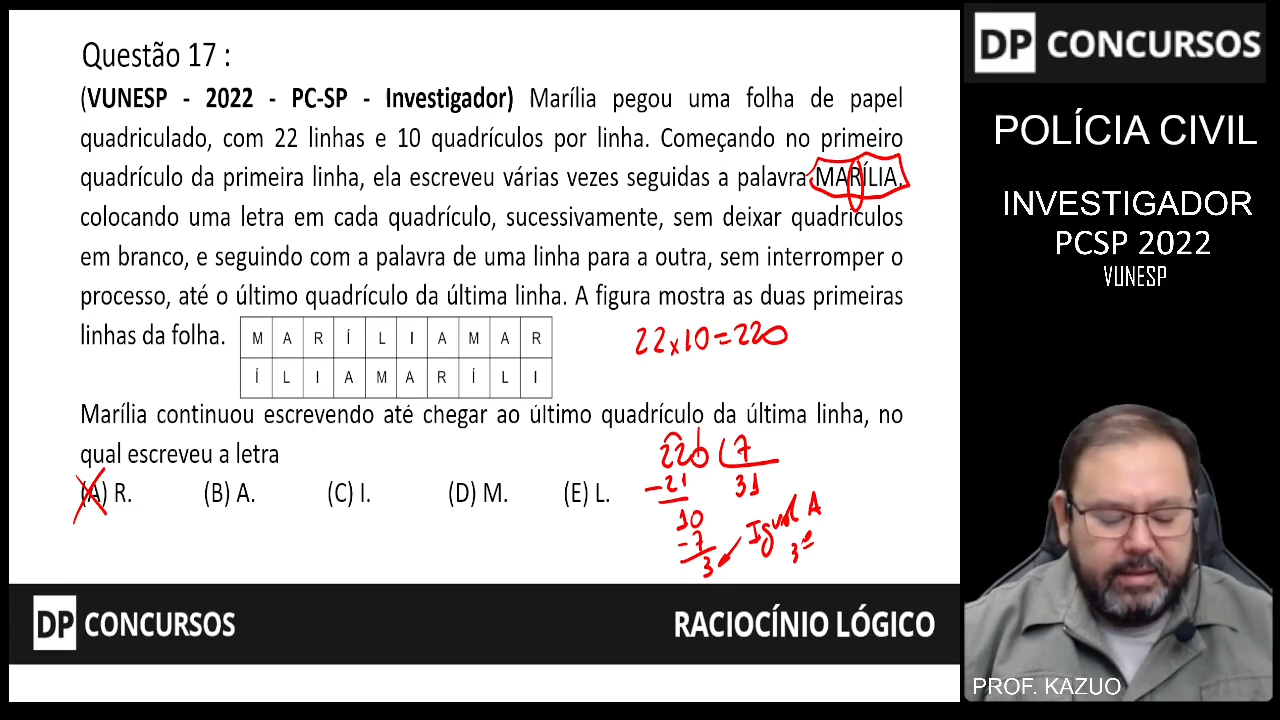 Questão 17 :
(VUNESP - 2022 - PC-SP - Investigador) Marília pegou uma folha de papel
quadriculado, com 22 linhas e 10 quadrículos por linha. Começando no primeiro
quadrículo da primeira linha, ela escreveu várias vezes seguidas a palavra MARÍLIA,
colocando uma letra em cada quadrículo, sucessivamente, sem deixar quadrículos
em branco, e seguindo com a palavra de uma linha para a outra, sem interromper o
processo, até o último quadrículo da última linha. A figura mostra as duas primeiras
linhas da folha.
M A R Í L I A M A R
Í L I A M A R Í L I
22x10=220
Marília continuou escrevendo até chegar ao último quadrículo da última linha, no
qual escreveu a letra
(A) R. (B) A. (C) I. (D) M. (E) L.
220 7
-21 31
10
-7
3
Igual A
3º
DP CONCURSOS
RACIOCÍNIO LÓGICO
DP CONCURSOS
POLÍCIA CIVIL
INVESTIGADOR
PCSP 2022
VUNESP
PROF. KAZUO